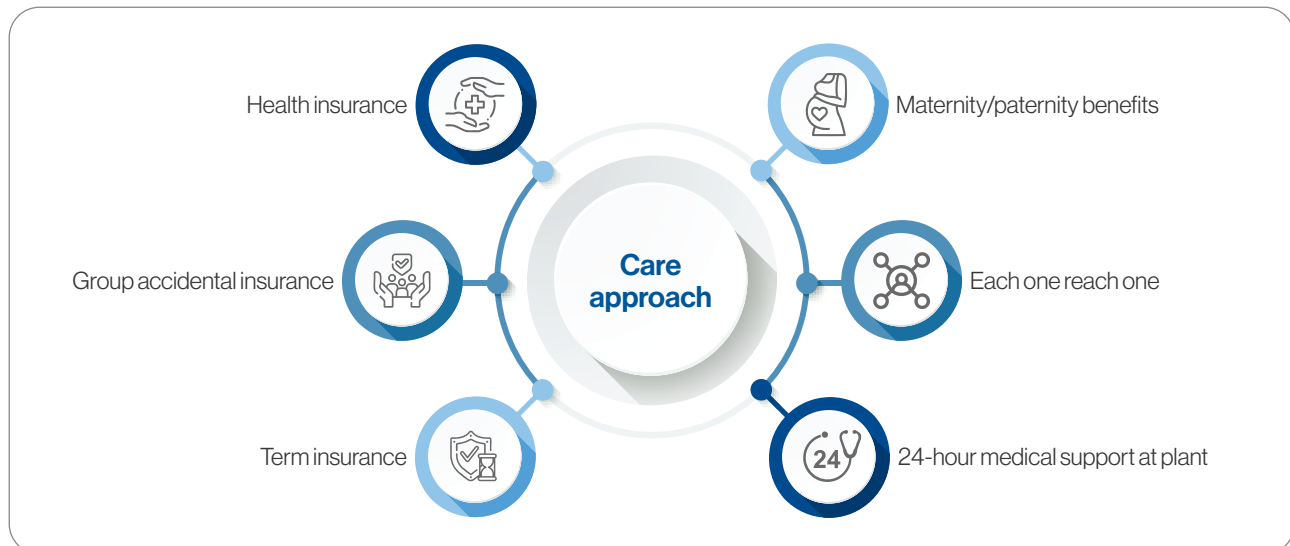 Health insurance
Maternity/paternity benefits
Group accidental insurance
Care
approach
Each one reach one
Term insurance
24
24-hour medical support at plant